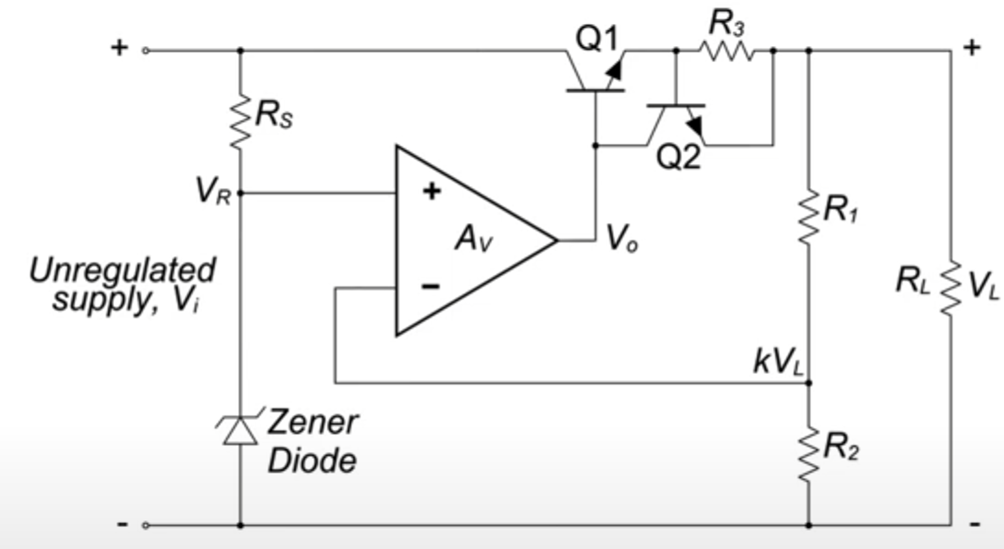 Q1
R3
+
+
RS
Q2
VR
+
AV
Vo
R1
Unregulated
supply, Vi
-
RL
VL
kVL
Zener
Diode
R2
-
-